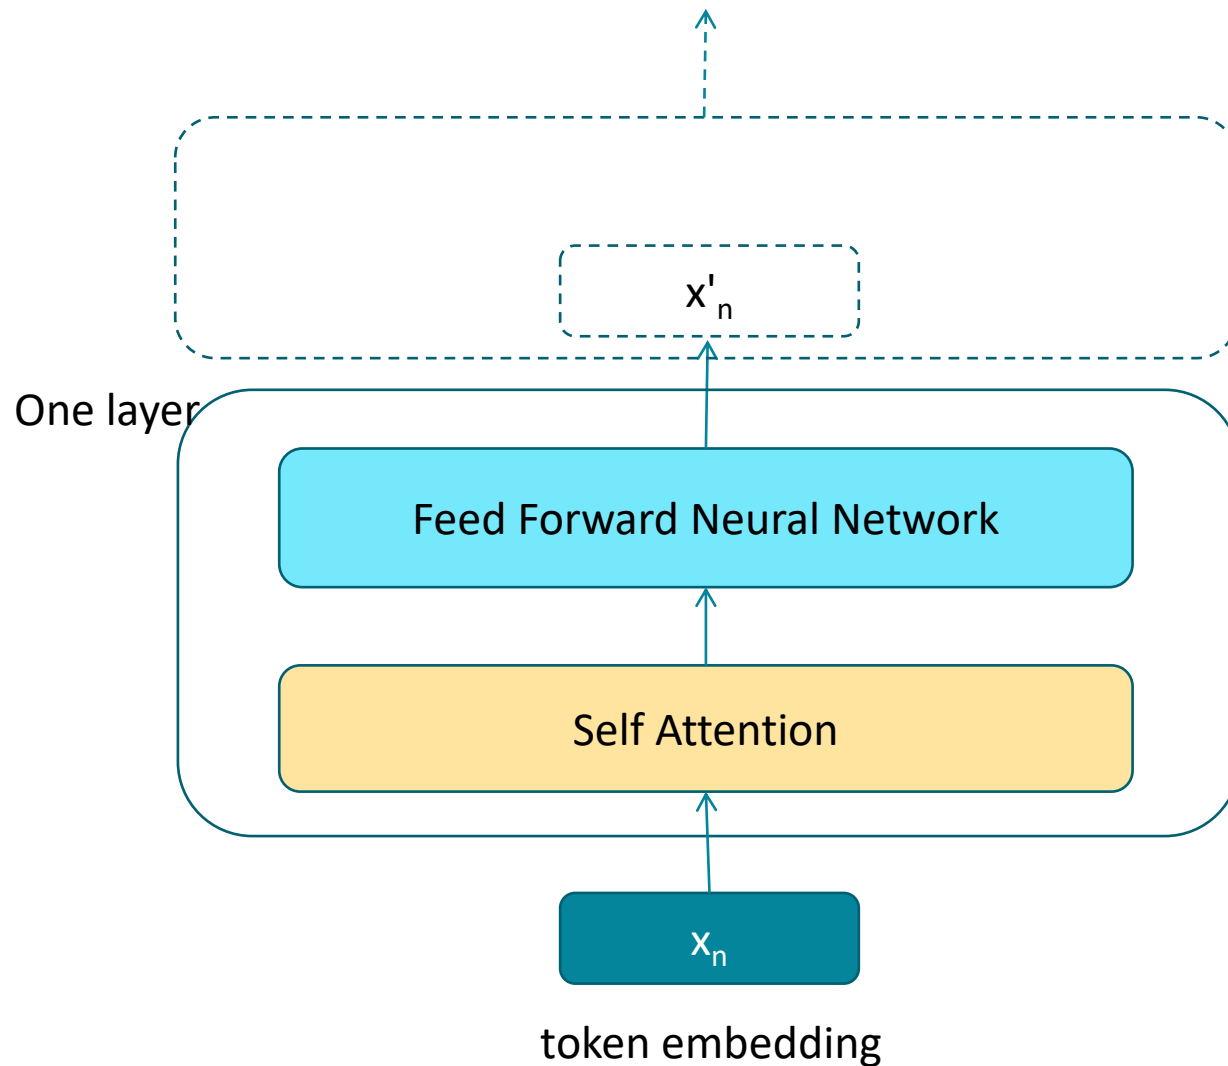 x'n
One layer
Feed Forward Neural Network
Self Attention
xn
token embedding